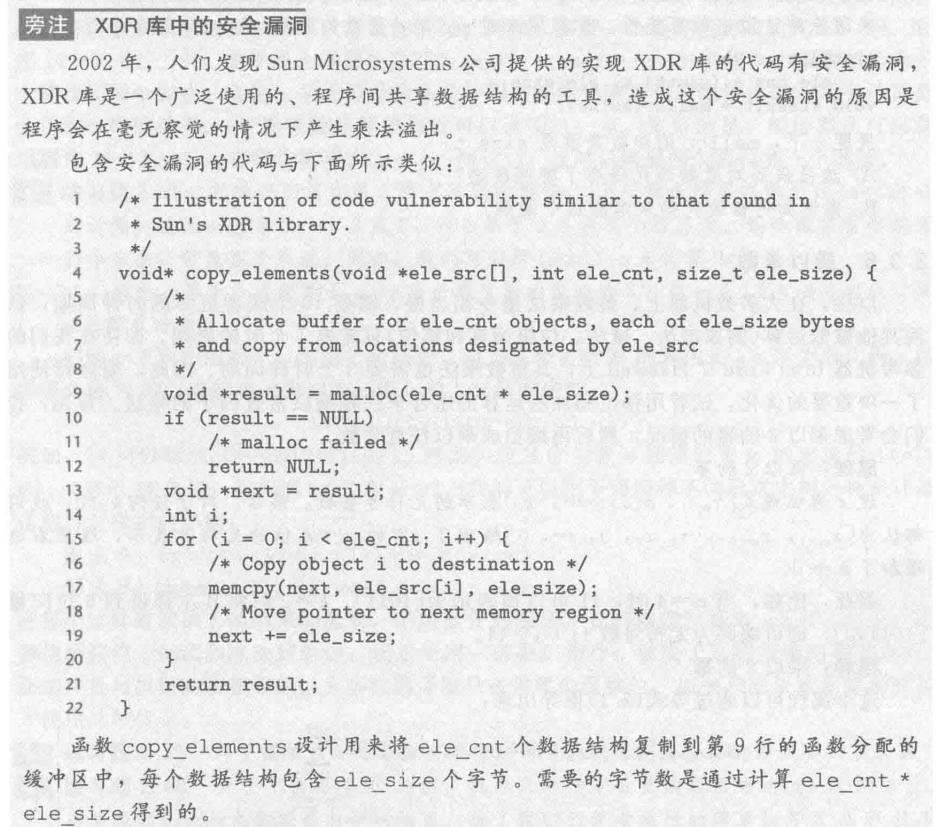 旁注 XDR 库中的安全漏洞
2002 年，人们发现 Sun Microsystems 公司提供的实现 XDR 库的代码有安全漏洞，
XDR 库是一个广泛使用的、程序间共享数据结构的工具，造成这个安全漏洞的原因是
程序会在毫无察觉的情况下产生乘法溢出。
包含安全漏洞的代码与下面所示类似：
1 /* Illustration of code vulnerability similar to that found in
2 * Sun's XDR library.
3 */
4 void* copy_elements(void *ele_src[], int ele_cnt, size_t ele_size) {
5 /*
6 * Allocate buffer for ele_cnt objects, each of ele_size bytes
7 * and copy from locations designated by ele_src
8 */
9 void *result = malloc(ele_cnt * ele_size);
10 if (result == NULL)
11 /* malloc failed */
12 return NULL;
13 void *next = result;
14 int i;
15 for (i = 0; i < ele_cnt; i++) {
16 /* Copy object i to destination */
17 memcpy(next, ele_src[i], ele_size);
18 /* Move pointer to next memory region */
19 next += ele_size;
20 }
21 return result;
22 }
函数 copy_elements 设计用来将 ele_cnt 个数据结构复制到第 9 行的函数分配的
缓冲区中，每个数据结构包含 ele_size 个字节。需要的字节数是通过计算 ele_cnt *
ele_size 得到的。